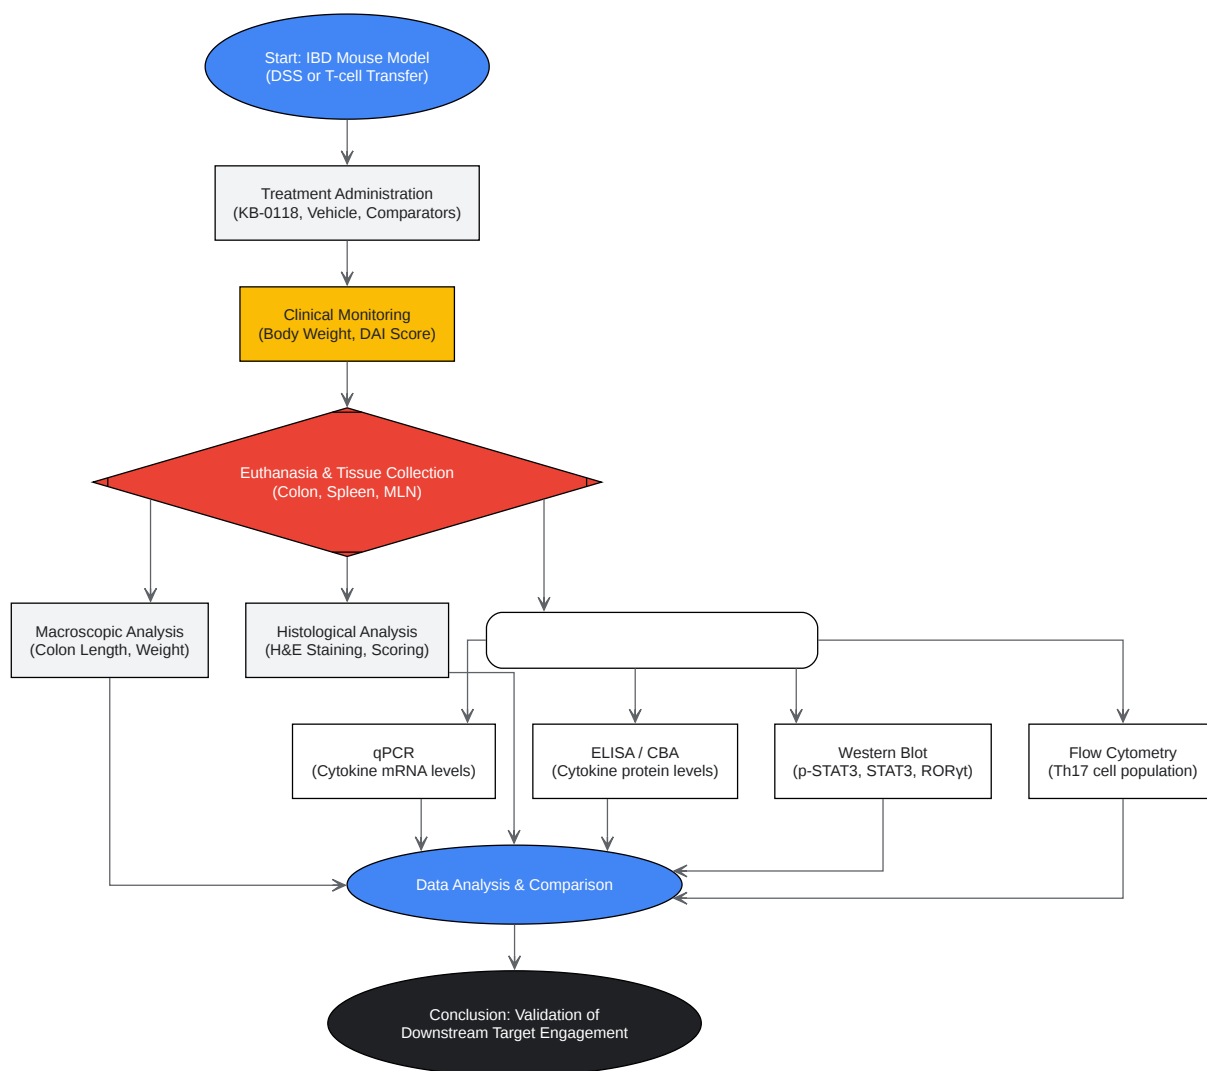 Start: IBD Mouse Model
(DSS or T-cell Transfer)
Treatment Administration
(KB-0118, Vehicle, Comparators)
Clinical Monitoring
(Body Weight, DAI Score)
Euthanasia & Tissue Collection
(Colon, Spleen, MLN)
Macroscopic Analysis
(Colon Length, Weight)
Histological Analysis
(H&E Staining, Scoring)
qPCR
(Cytokine mRNA levels)
ELISA / CBA
(Cytokine protein levels)
Western Blot
(p-STAT3, STAT3, RORγt)
Flow Cytometry
(Th17 cell population)
Data Analysis & Comparison
Conclusion: Validation of
Downstream Target Engagement